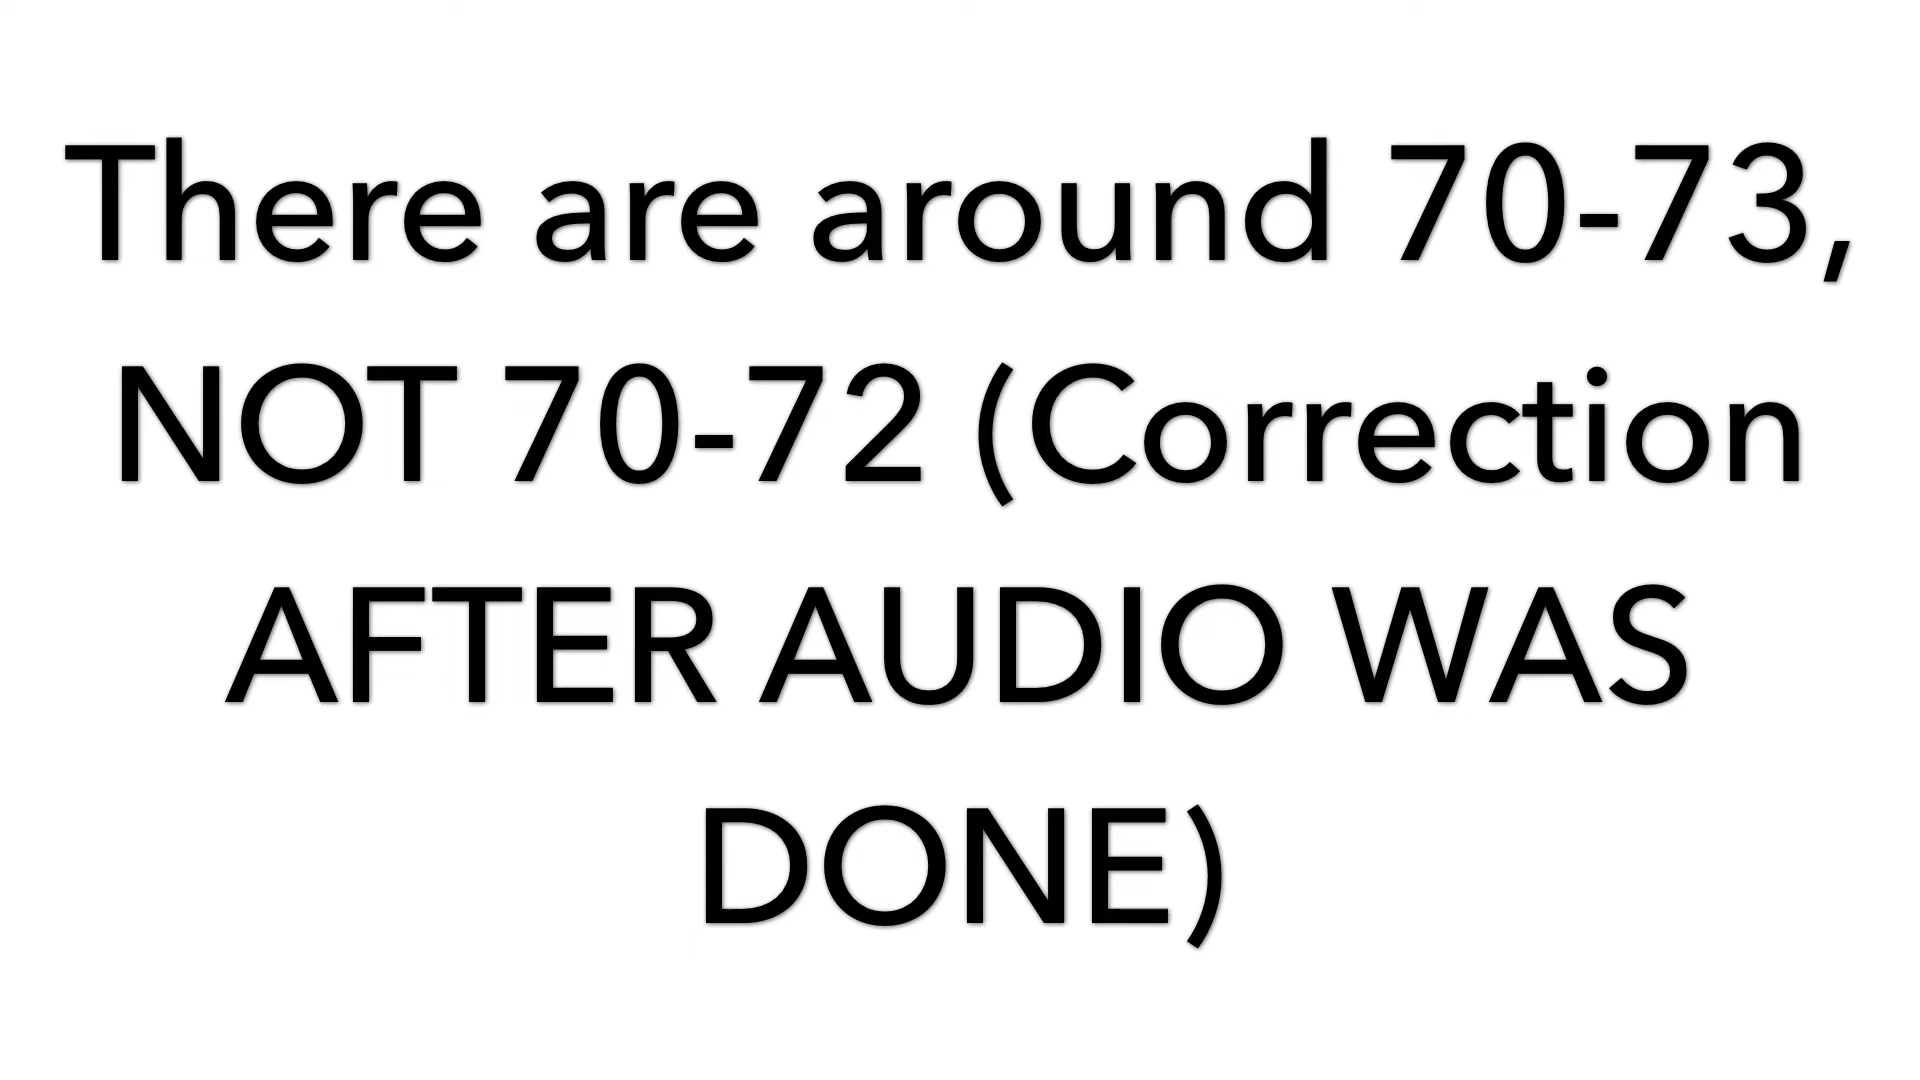 There are around 70-73,
NOT 70-72 (Correction
AFTER AUDIO WAS
DONE)